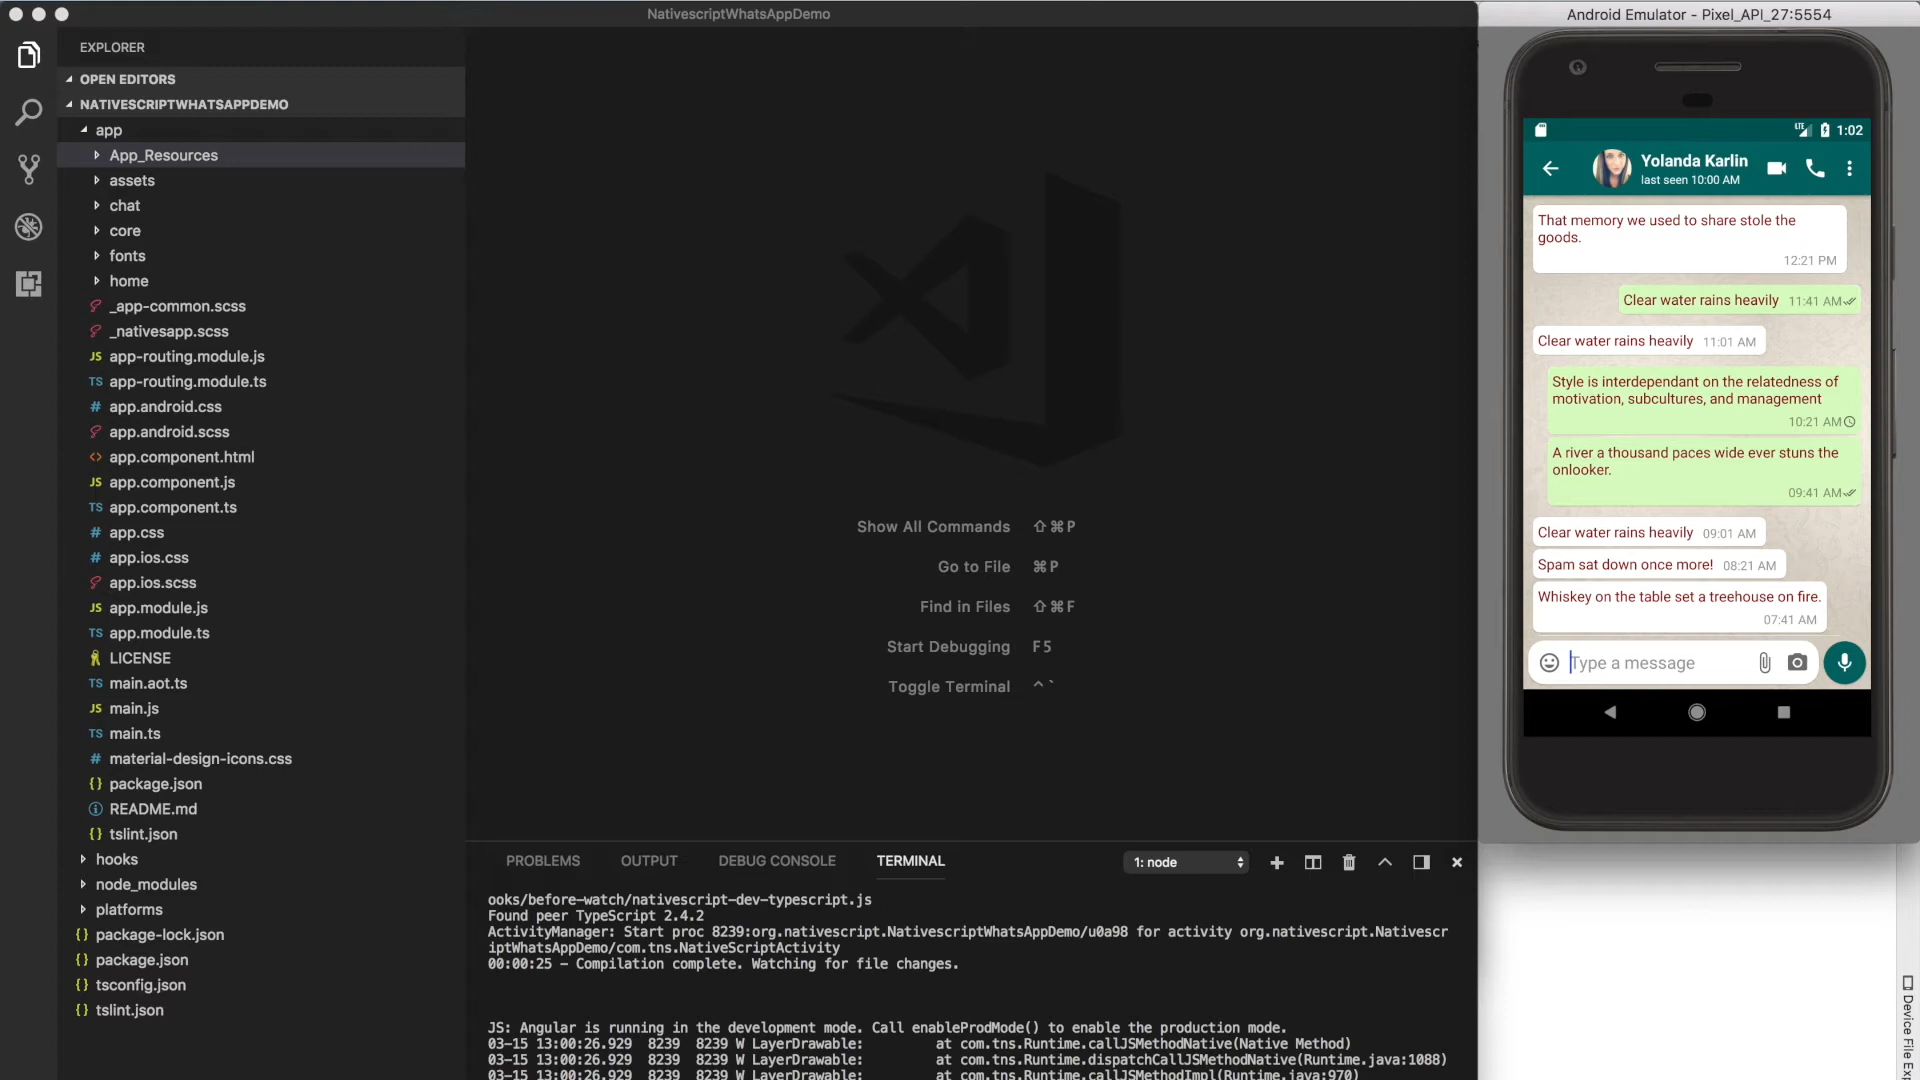 NativescriptWhatsAppDemo
EXPLORER
OPEN EDITORS
NATIVESCRIPTWHATSAPPDEMO
app
App_Resources
assets
chat
core
fonts
home
_app-common.scss
_nativesapp.scss
JS app-routing.module.js
TS app-routing.module.ts
# app.android.css
app.android.scss
<> app.component.html
JS app.component.js
TS app.component.ts
# app.css
# app.ios.css
app.ios.scss
JS app.module.js
TS app.module.ts
LICENSE
TS main.aot.ts
JS main.js
TS main.ts
# material-design-icons.css
{} package.json
README.md
{} tslint.json
hooks
node_modules
platforms
{} package-lock.json
{} package.json
{} tsconfig.json
{} tslint.json
Show All Commands ⇧⌘P
Go to File ⌘P
Find in Files ⇧⌘F
Start Debugging F5
Toggle Terminal ^`
PROBLEMS OUTPUT DEBUG CONSOLE TERMINAL 1: node
ooks/before-watch/nativescript-dev-typescript.js
Found peer TypeScript 2.4.2
ActivityManager: Start proc 8239:org.nativescript.NativescriptWhatsAppDemo/u0a98 for activity org.nativescript.Nativescr
iptWhatsAppDemo/com.tns.NativeScriptActivity
00:00:25 - Compilation complete. Watching for file changes.
JS: Angular is running in the development mode. Call enableProdMode() to enable the production mode.
03-15 13:00:26.929 8239 8239 W LayerDrawable: at com.tns.Runtime.callJSMethodNative(Native Method)
03-15 13:00:26.929 8239 8239 W LayerDrawable: at com.tns.Runtime.dispatchCallJSMethodNative(Runtime.java:1088)
03-15 13:00:26.929 8239 8239 W LayerDrawable: at com.tns.Runtime.callJSMethodImpl(Runtime.java:970)
Android Emulator - Pixel_API_27:5554
LTE 1:02
Yolanda Karlin
last seen 10:00 AM
That memory we used to share stole the
goods.
12:21 PM
Clear water rains heavily 11:41 AM
Clear water rains heavily 11:01 AM
Style is interdependant on the relatedness of
motivation, subcultures, and management
10:21 AM
A river a thousand paces wide ever stuns the
onlooker.
09:41 AM
Clear water rains heavily 09:01 AM
Spam sat down once more! 08:21 AM
Whiskey on the table set a treehouse on fire.
07:41 AM
Type a message
Device File Exp